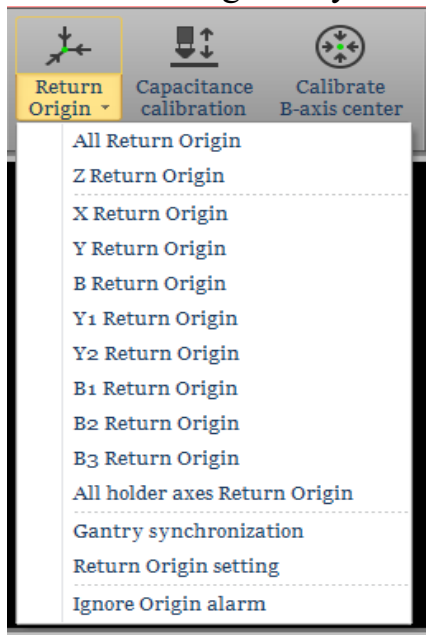 Return Origin
Capacitance calibration
Calibrate B-axis center
All Return Origin
Z Return Origin
X Return Origin
Y Return Origin
B Return Origin
Y1 Return Origin
Y2 Return Origin
B1 Return Origin
B2 Return Origin
B3 Return Origin
All holder axes Return Origin
Gantry synchronization
Return Origin setting
Ignore Origin alarm